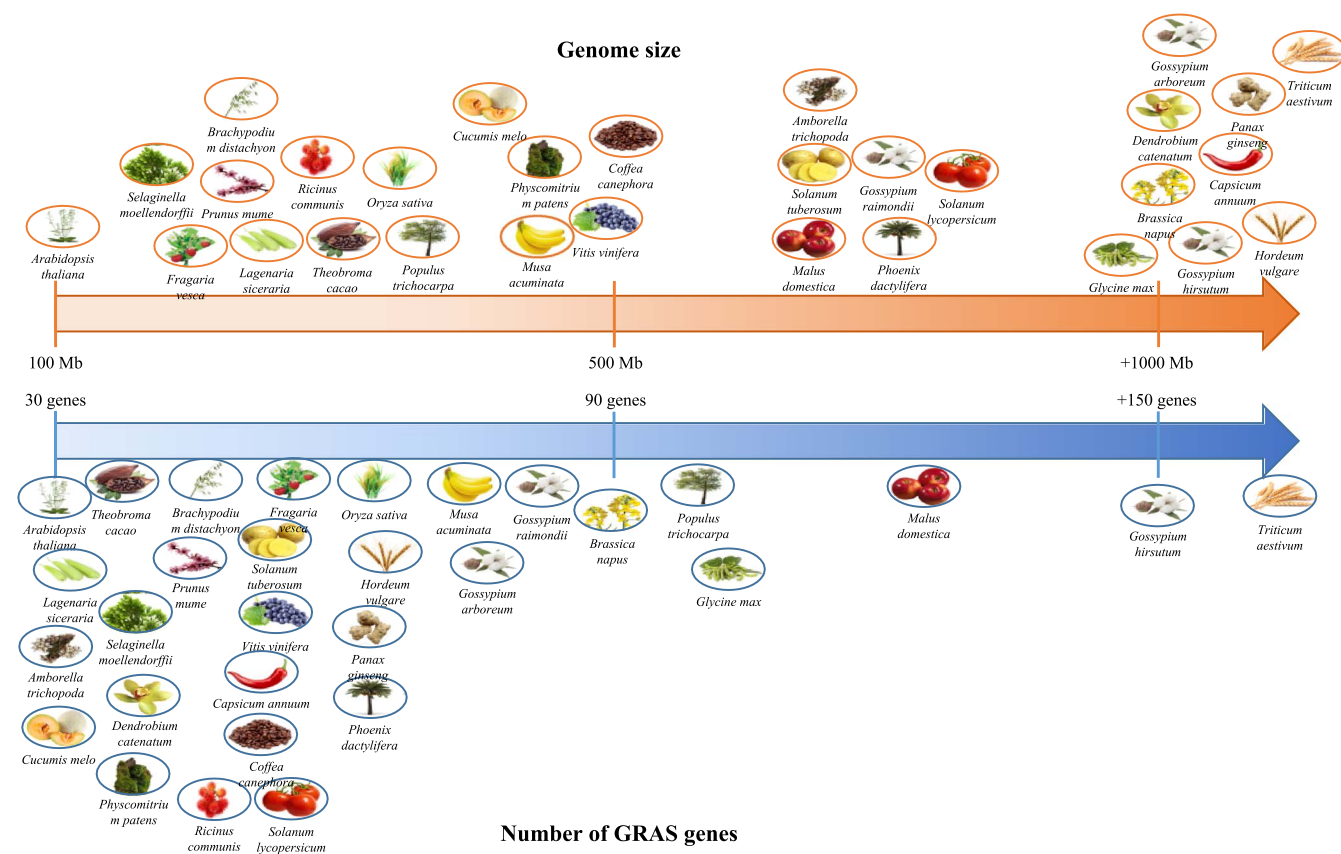 Genome size
Gossypium
arboreum
Triticum
aestivum
Brachypodiu
m distachyon
Cucumis melo
Amborella
trichopoda
Dendrobium
catenatum
Panax
ginseng
Selaginella
moellendorffii
Prunus mume
Ricinus
communis
Oryza sativa
Physcomitriu
m patens
Coffea
canephora
Solanum
tuberosum
Gossypium
raimondii
Solanum
lycopersicum
Capsicum
annuum
Brassica
napus
Arabidopsis
thaliana
Fragaria
vesca
Lagenaria
siceraria
Theobroma
cacao
Populus
trichocarpa
Musa
acuminata
Vitis vinifera
Malus
domestica
Phoenix
dactylifera
Glycine max
Gossypium
hirsutum
Hordeum
vulgare
100 Mb
500 Mb
+1000 Mb
30 genes
90 genes
+150 genes
Arabidopsis
thaliana
Theobroma
cacao
Brachypodiu
m distachyon
Fragaria
vesca
Oryza sativa
Musa
acuminata
Gossypium
raimondii
Brassica
napus
Populus
trichocarpa
Malus
domestica
Gossypium
hirsutum
Triticum
aestivum
Lagenaria
siceraria
Prunus
mume
Solanum
tuberosum
Hordeum
vulgare
Gossypium
arboreum
Glycine max
Amborella
trichopoda
Selaginella
moellendorffii
Vitis vinifera
Panax
ginseng
Cucumis melo
Dendrobium
catenatum
Capsicum annuum
Phoenix
dactylifera
Physcomitriu
m patens
Coffea
canephora
Ricinus
communis
Solanum
lycopersicum
Number of GRAS genes